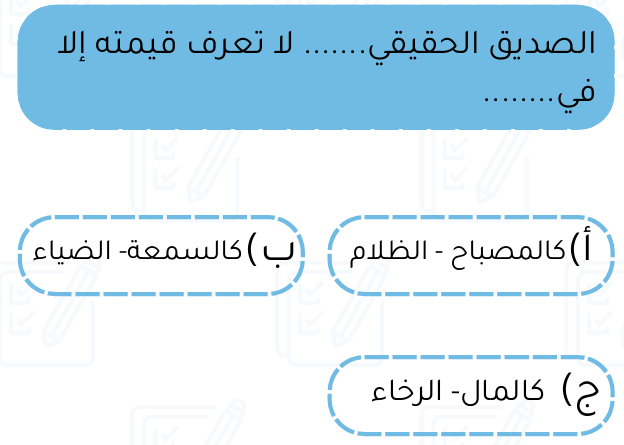 الصديق الحقيقي....... لا تعرف قيمته إلا
في........
أ) كالمصباح - الظلام
ب) كالسمعة- الضياء
ج) كالمال- الرخاء